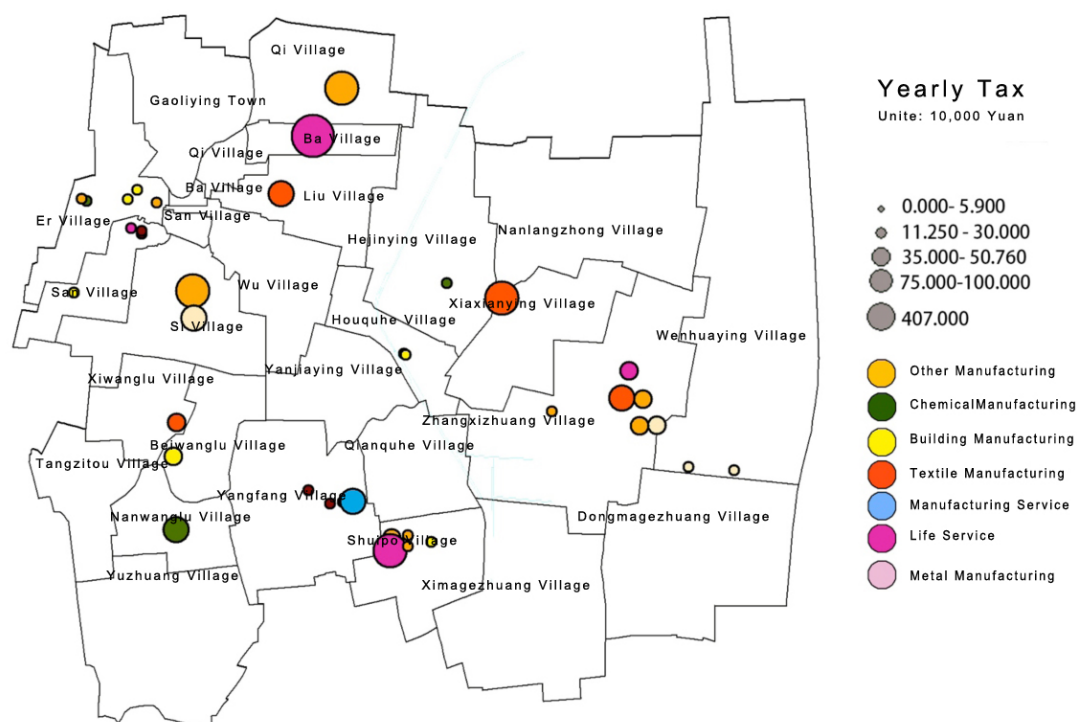 Qi Village
Gaoliying Town
Ba Village
Qi Village
Ba Village
Liu Village
San Village
Er Village
Hejinying Village
Nanlangzhong Village
Wu Village
San Village
Xiaxianying Village
Houquhe Village
SI Village
Wenhuaying Village
Yanjiaying Village
Xiwanglu Village
Zhangxizhuang Village
Beiwanglu Village
Qianquhe Village
Tangzitou Village
Yangfang Village
Nanwanglu Village
Dongmagezhuang Village
Shuipo Village
Yuzhuang Village
Ximagezhuang Village
Yearly Tax
Unite: 10,000 Yuan
0.000- 5.900
11.250 - 30.000
35.000- 50.760
75.000-100.000
407.000
Other Manufacturing
ChemicalManufacturing
Building Manufacturing
Textile Manufacturing
Manufacturing Service
Life Service
Metal Manufacturing